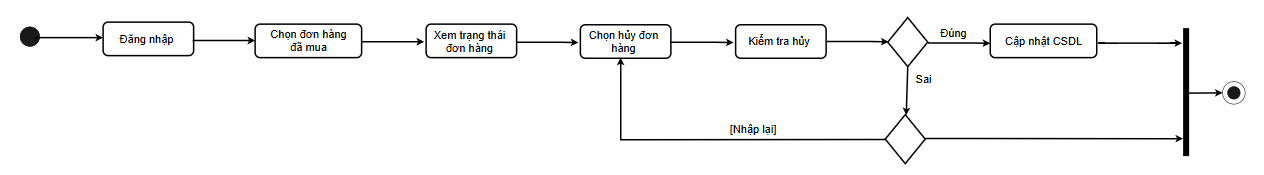 Đăng nhập
Chọn đơn hàng
đã mua
Xem trạng thái
đơn hàng
Chọn hủy đơn
hàng
Kiểm tra hủy
Đúng
Cập nhật CSDL
Sai
[Nhập lại]